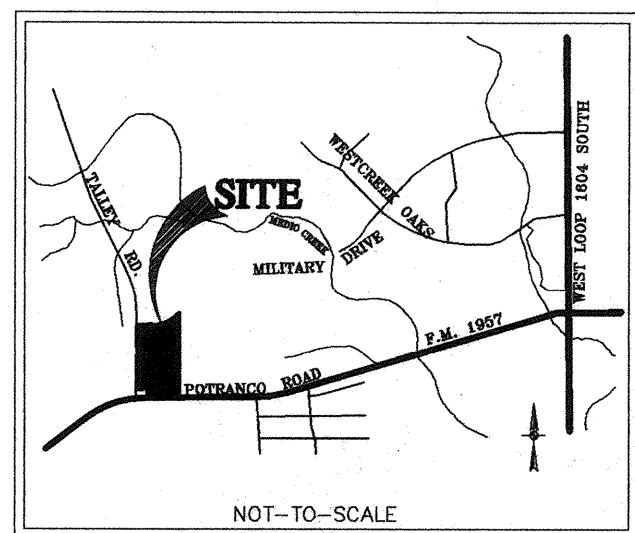 WESTCREEK OAKS
WEST LOOP 1604 SOUTH
TALLEY
RD.
SITE
MEDIO CREEK
MILITARY
DRIVE
F.M. 1957
POTRANCO
ROAD
NOT-TO-SCALE